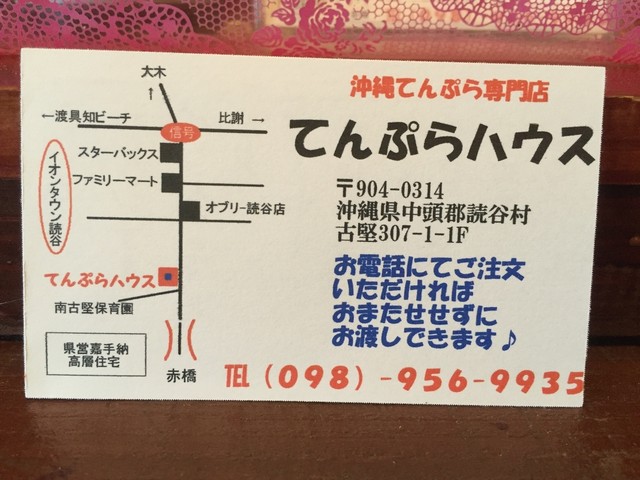 大木
↑
←渡具知ビーチ
比謝 →
信号
スターバックス
ファミリーマート
イオンタウン読谷
オブリー読谷店
てんぷらハウス
南古堅保育園
県営嘉手納
高層住宅
赤橋
沖縄てんぷら専門店
てんぷらハウス
〒904-0314
沖縄県中頭郡読谷村
古堅307-1-1F
お電話にてご注文
いただければ
おまたせせずに
お渡しできます♪
TEL(098)-956-9935